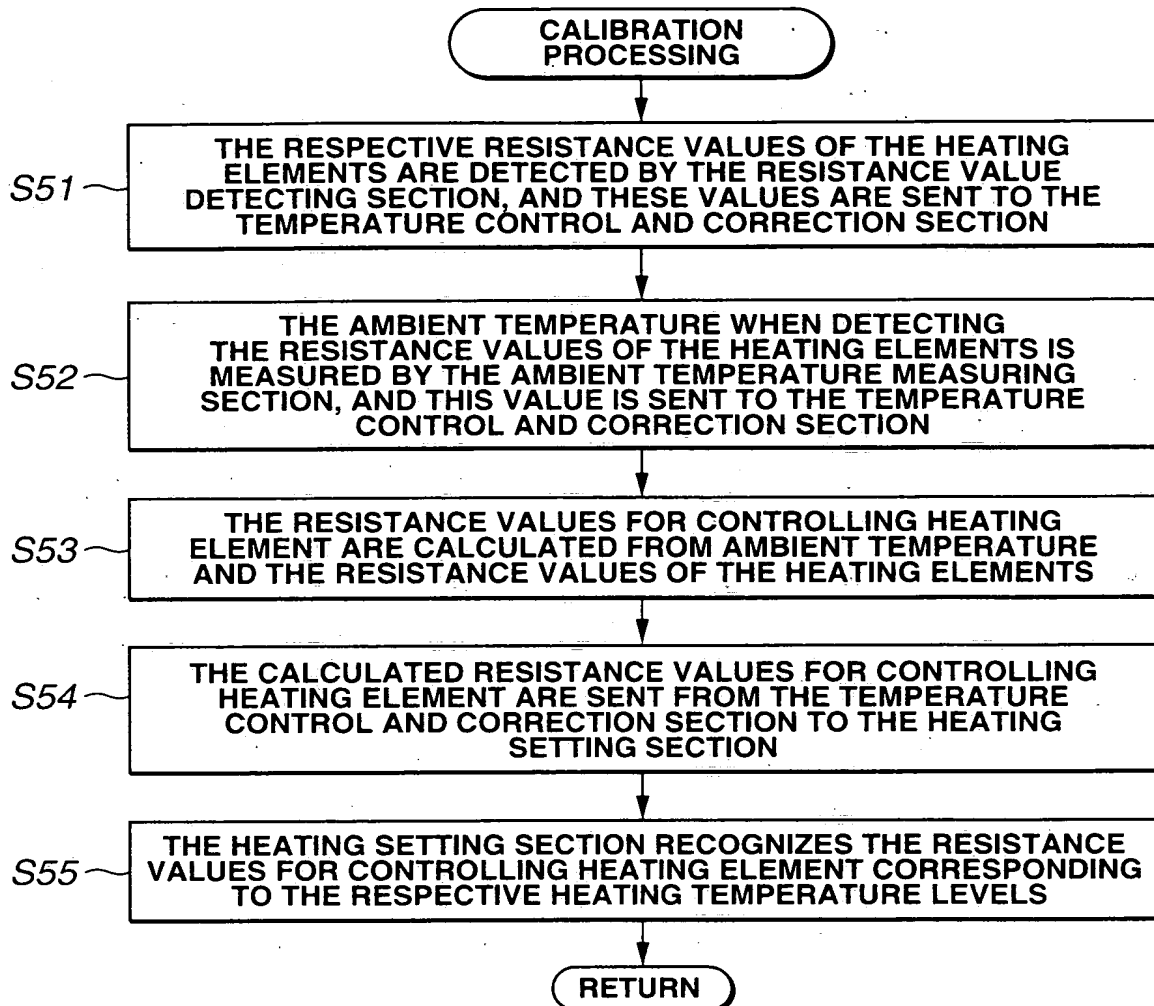 CALIBRATION
PROCESSING
S51
THE RESPECTIVE RESISTANCE VALUES OF THE HEATING
ELEMENTS ARE DETECTED BY THE RESISTANCE VALUE
DETECTING SECTION, AND THESE VALUES ARE SENT TO THE
TEMPERATURE CONTROL AND CORRECTION SECTION
S52
THE AMBIENT TEMPERATURE WHEN DETECTING
THE RESISTANCE VALUES OF THE HEATING ELEMENTS IS
MEASURED BY THE AMBIENT TEMPERATURE MEASURING
SECTION, AND THIS VALUE IS SENT TO THE TEMPERATURE
CONTROL AND CORRECTION SECTION
S53
THE RESISTANCE VALUES FOR CONTROLLING HEATING
ELEMENT ARE CALCULATED FROM AMBIENT TEMPERATURE
AND THE RESISTANCE VALUES OF THE HEATING ELEMENTS
S54
THE CALCULATED RESISTANCE VALUES FOR CONTROLLING
HEATING ELEMENT ARE SENT FROM THE TEMPERATURE
CONTROL AND CORRECTION SECTION TO THE HEATING
SETTING SECTION
S55
THE HEATING SETTING SECTION RECOGNIZES THE RESISTANCE
VALUES FOR CONTROLLING HEATING ELEMENT CORRESPONDING
TO THE RESPECTIVE HEATING TEMPERATURE LEVELS
RETURN